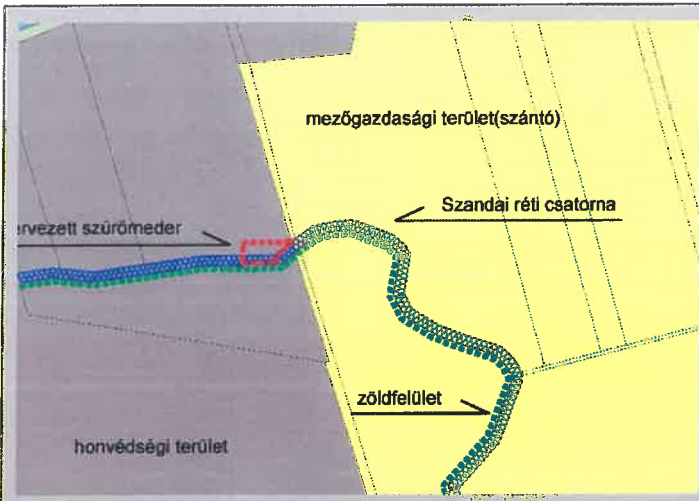 mezőgazdasági terület(szántó)
Szandai réti csatorna
ervezett szűrőmeder
zöldfelület
honvédségi terület